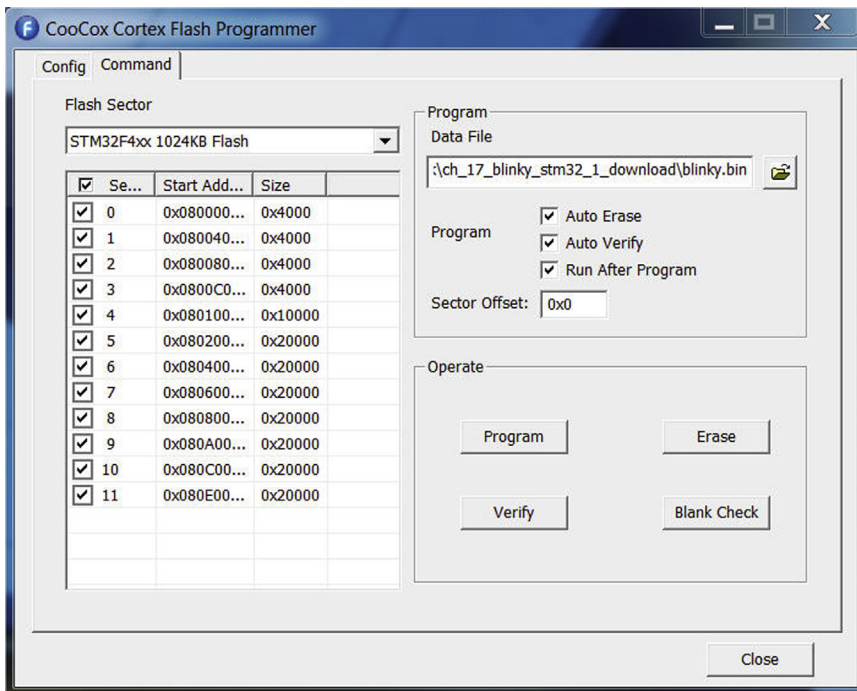 CooCox Cortex Flash Programmer
Config Command
Flash Sector
STM32F4xx 1024KB Flash
Se... Start Add... Size
0 0x080000... 0x4000
1 0x080040... 0x4000
2 0x080080... 0x4000
3 0x0800C0... 0x4000
4 0x080100... 0x10000
5 0x080200... 0x20000
6 0x080400... 0x20000
7 0x080600... 0x20000
8 0x080800... 0x20000
9 0x080A00... 0x20000
10 0x080C00... 0x20000
11 0x080E00... 0x20000
Program
Data File
:\ch_17_blinky_stm32_1_download\blinky.bin
Program
Auto Erase
Auto Verify
Run After Program
Sector Offset: 0x0
Operate
Program Erase
Verify Blank Check
Close